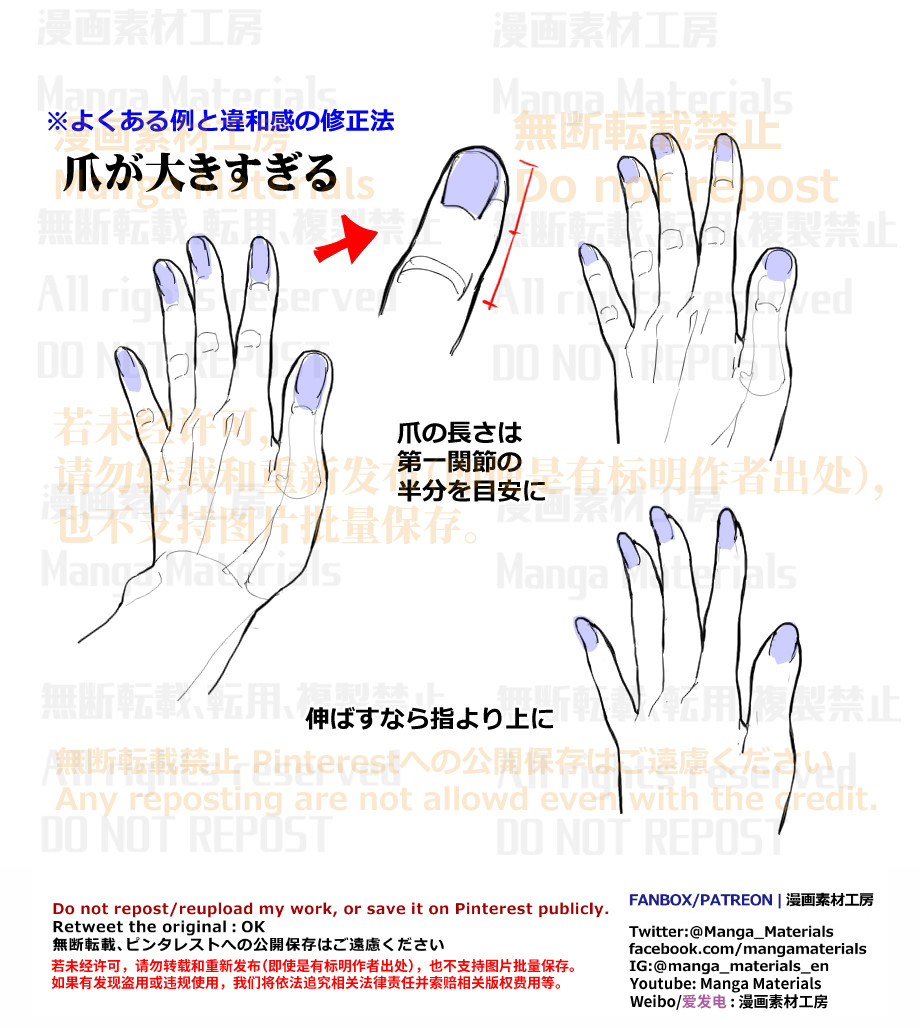 漫画素材工房
漫画素材工房
Manga Materials
Manga Materials
※よくある例と違和感の修正法
無断転載禁止
漫画素材工房
爪が大きすぎる
Manga Materials
Do not repost
無断転載、転用、複製禁止
無断転載、転用、複製禁止
All rights reserved
All rights reserved
DO NOT REPOST
DO NOT REPOST
若未经许可,
爪の長さは
第一関節の
半分を目安に
请勿转载和重新发布(即使是有标明作者出处),
漫画素材工房
漫画素材工房
也不支持图片批量保存。
Manga Materials
Manga Materials
無断転載、転用、複製禁止
無断転載、転用、複製禁止
伸ばすなら指より上に
無断転載禁止 Pinterestへの公開保存はご遠慮ください
All rights reserved
All rights reserved
Any reposting are not allowd even with the credit.
DO NOT REPOST
DO NOT REPOST
Do not repost/reupload my work, or save it on Pinterest publicly.
Retweet the original : OK
無断転載、ピンタレストへの公開保存はご遠慮ください
若未经许可，请勿转载和重新发布(即使是有标明作者出处)，也不支持图片批量保存。
如果有发现盗用或违规使用，我们将依法追究相关法律责任并索赔相关版权费用等。
FANBOX/PATREON | 漫画素材工房
Twitter:@Manga_Materials
facebook.com/mangamaterials
IG:@manga_materials_en
Youtube: Manga Materials
Weibo/爱发电 : 漫画素材工房